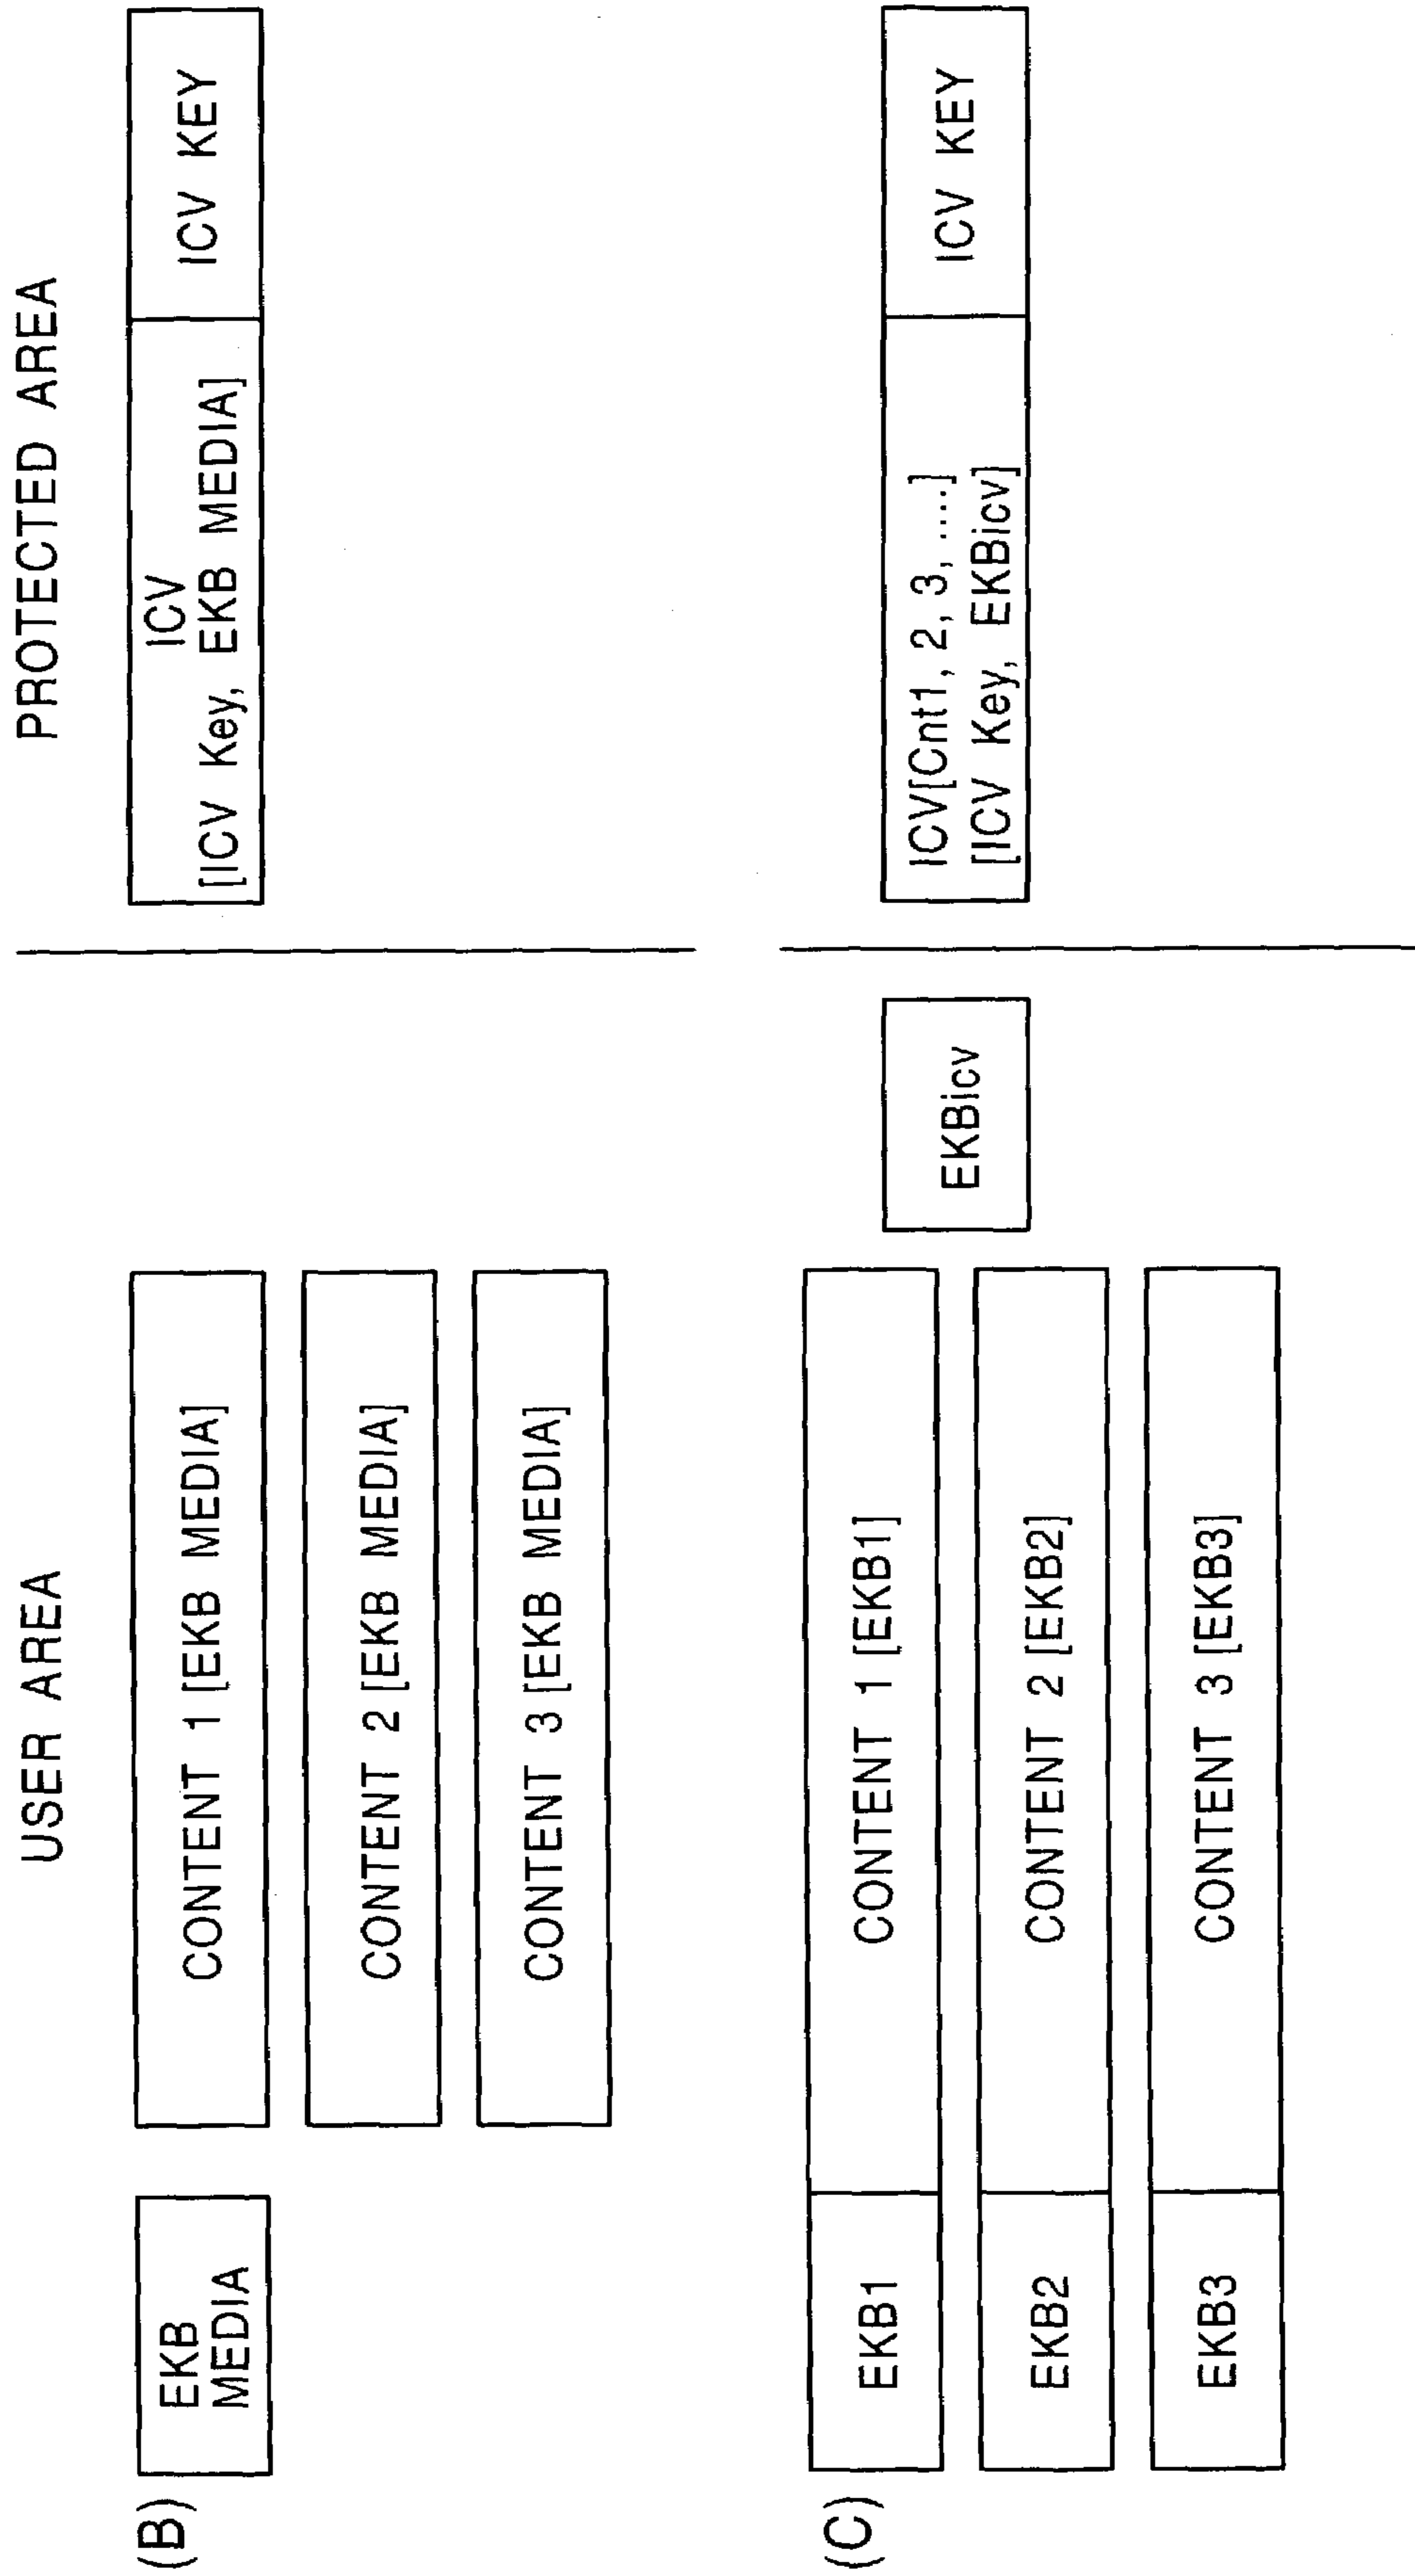 USER AREA
PROTECTED AREA
(B)
EKB
MEDIA
CONTENT 1 [EKB MEDIA]
CONTENT 2 [EKB MEDIA]
CONTENT 3 [EKB MEDIA]
ICV
[ICV Key, EKB MEDIA]
ICV KEY
(C)
EKB1
CONTENT 1 [EKB1]
EKB2
CONTENT 2 [EKB2]
EKB3
CONTENT 3 [EKB3]
EKBicv
ICV[Cnt1, 2, 3, ....]
[ICV Key, EKBicv]
ICV KEY